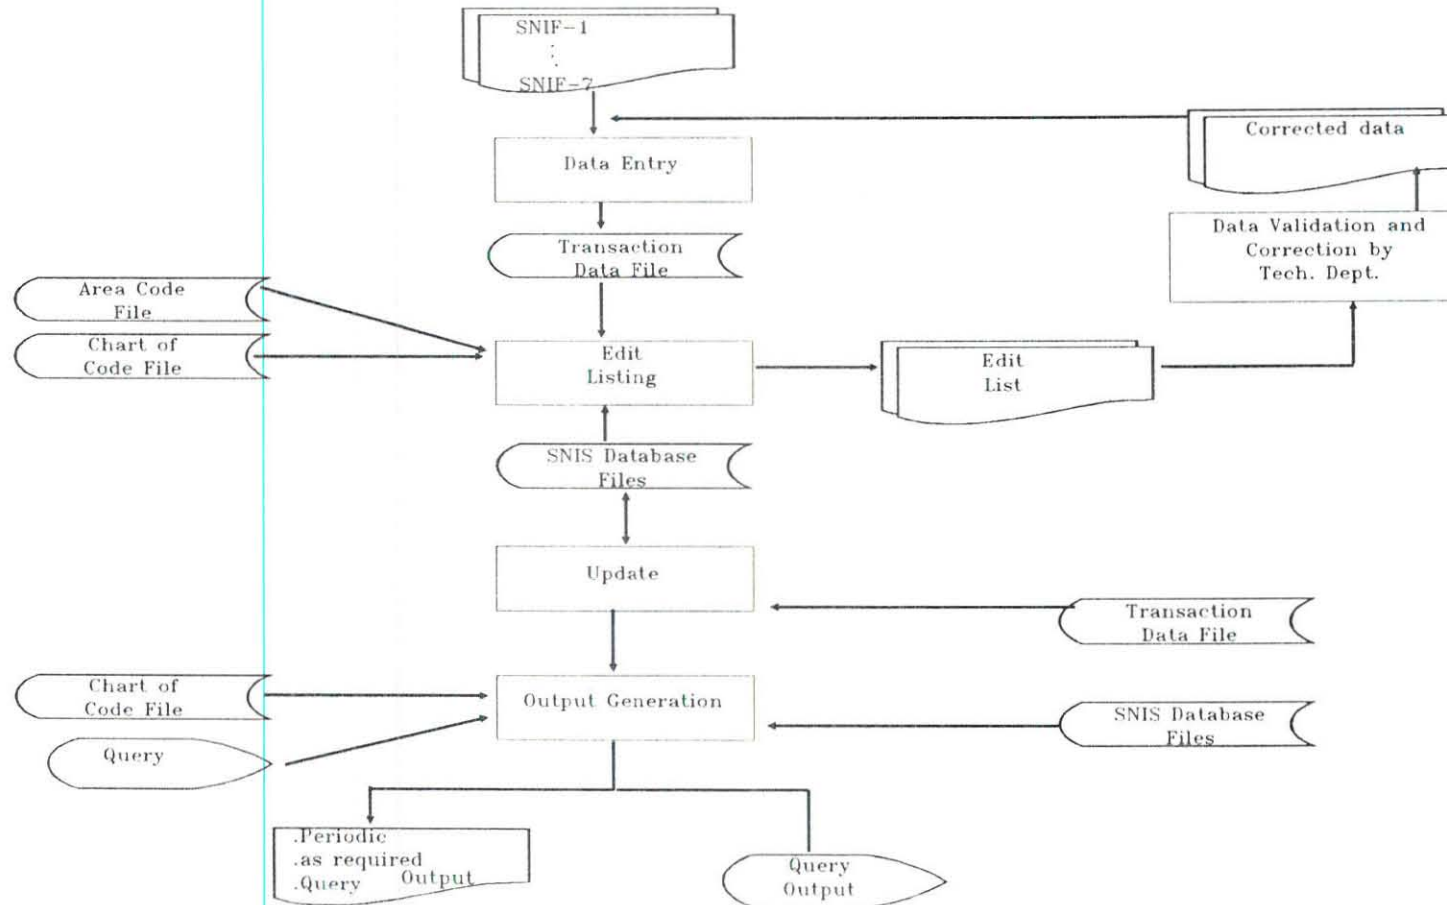 SNIF-1
:
SNIF-7
Corrected data
Data Entry
Data Validation and
Correction by
Tech. Dept.
Transaction
Data File
Area Code
File
Chart of
Code File
Edit
Listing
Edit
List
SNIS Database
Files
Update
Transaction
Data File
Chart of
Code File
Output Generation
SNIS Database
Files
Query
.Periodic
.as required
.Query Output
Query
Output